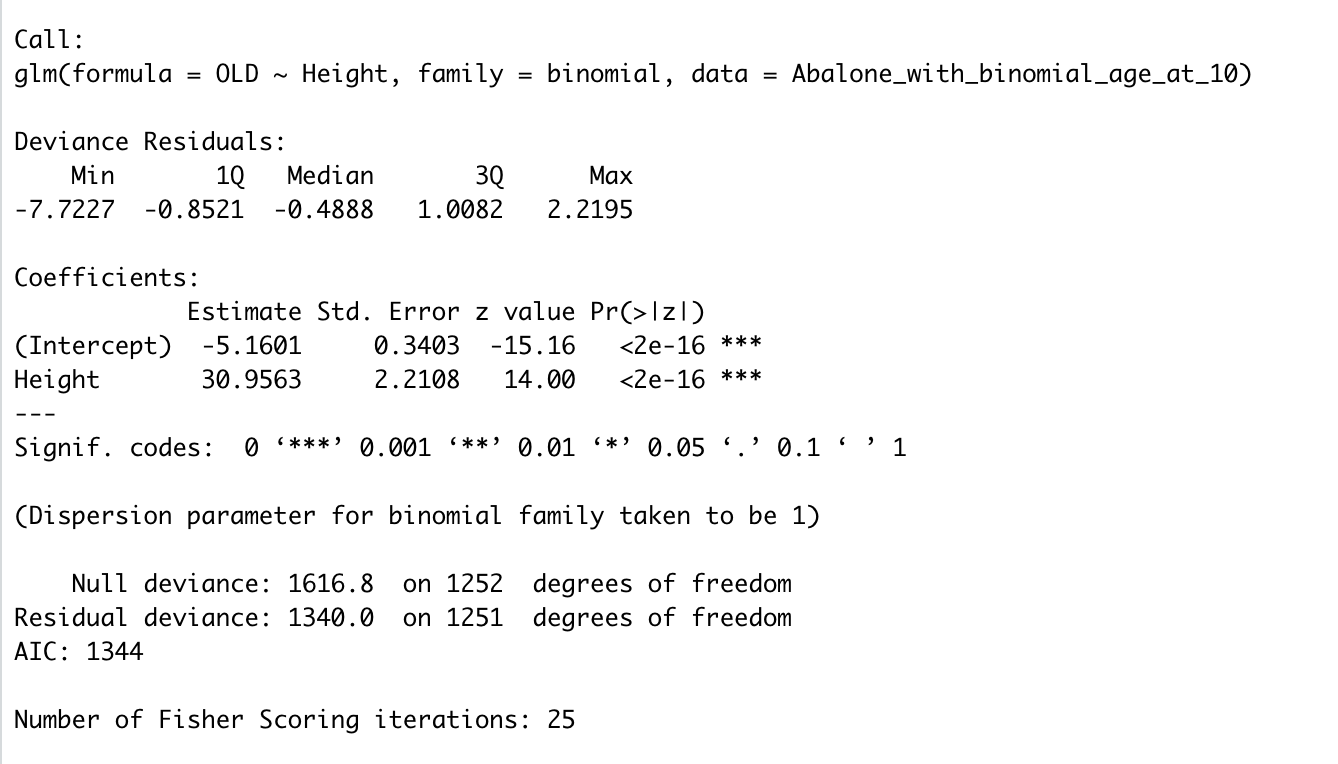 Call:
glm(formula = OLD ~ Height, family = binomial, data = Abalone_with_binomial_age_at_10)
Deviance Residuals:
    Min       1Q   Median       3Q      Max
-7.7227  -0.8521  -0.4888   1.0082   2.2195
Coefficients:
            Estimate Std. Error z value Pr(>|z|)
(Intercept)  -5.1601     0.3403  -15.16   <2e-16 ***
Height       30.9563     2.2108   14.00   <2e-16 ***
---
Signif. codes:  0 ‘***’ 0.001 ‘**’ 0.01 ‘*’ 0.05 ‘.’ 0.1 ‘ ’ 1
(Dispersion parameter for binomial family taken to be 1)
    Null deviance: 1616.8  on 1252  degrees of freedom
Residual deviance: 1340.0  on 1251  degrees of freedom
AIC: 1344
Number of Fisher Scoring iterations: 25